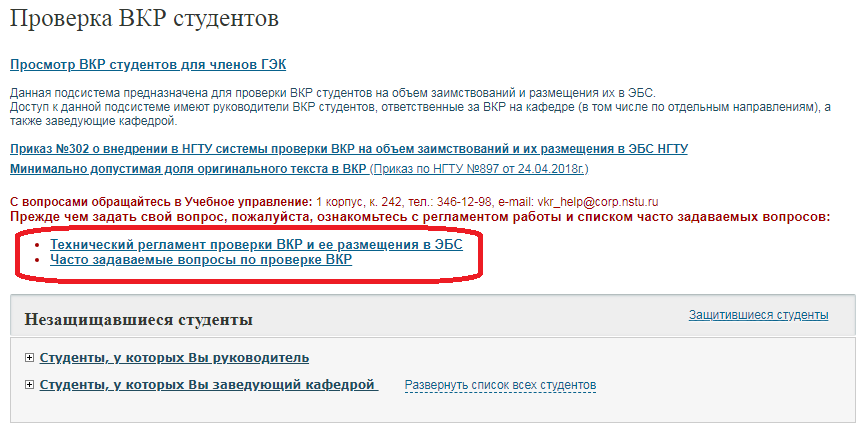 Проверка ВКР студентов
Просмотр ВКР студентов для членов ГЭК
Данная подсистема предназначена для проверки ВКР студентов на объем заимствований и размещения их в ЭБС.
Доступ к данной подсистеме имеют руководители ВКР студентов, ответственные за ВКР на кафедре (в том числе по отдельным направлениям), а
также заведующие кафедрой.
Приказ №302 о внедрении в НГТУ системы проверки ВКР на объем заимствований и их размещения в ЭБС НГТУ
Минимально допустимая доля оригинального текста в ВКР (Приказ по НГТУ №897 от 24.04.2018г.)
С вопросами обращайтесь в Учебное управление: 1 корпус, к. 242, тел.: 346-12-98, e-mail: vkr_help@corp.nstu.ru
Прежде чем задать свой вопрос, пожалуйста, ознакомьтесь с регламентом работы и списком часто задаваемых вопросов:
• Технический регламент проверки ВКР и ее размещения в ЭБС
• Часто задаваемые вопросы по проверке ВКР
Незащищавшиеся студенты Защитившиеся студенты
Студенты, у которых Вы руководитель
Студенты, у которых Вы заведующий кафедрой Развернуть список всех студентов